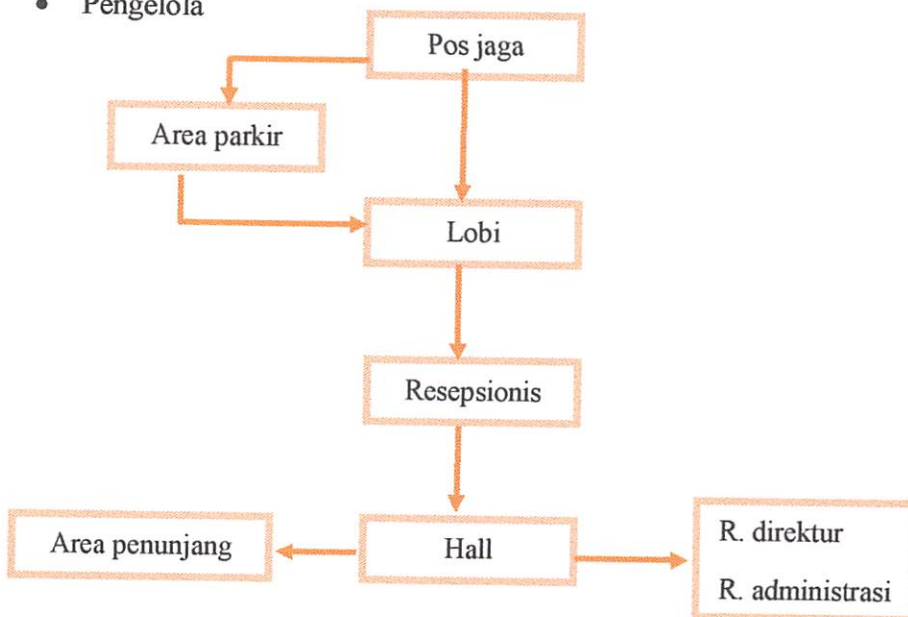 • Pengelola
Pos jaga
Area parkir
Lobi
Resepsionis
Area penunjang
Hall
R. direktur
R. administrasi